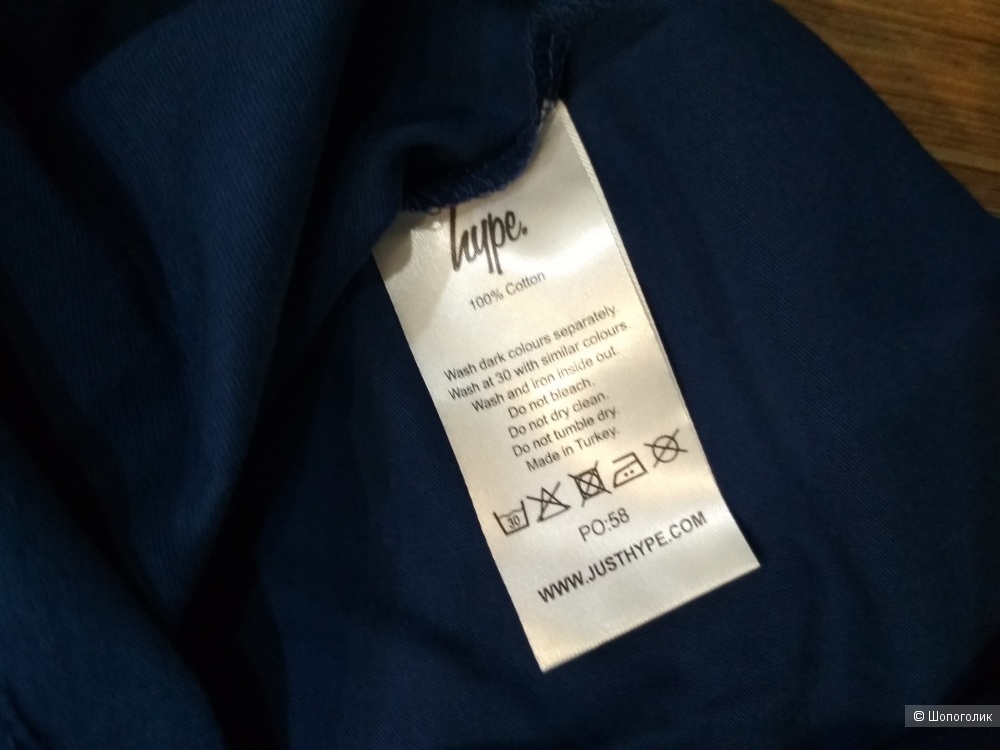 hype.
100% Cotton
Wash dark colours separately.
Wash at 30 with similar colours.
Wash and iron inside out.
Do not bleach.
Do not dry clean.
Do not tumble dry.
Made in Turkey.
30
PO:58
WWW.JUSTHYPE.COM
© Шопоголик